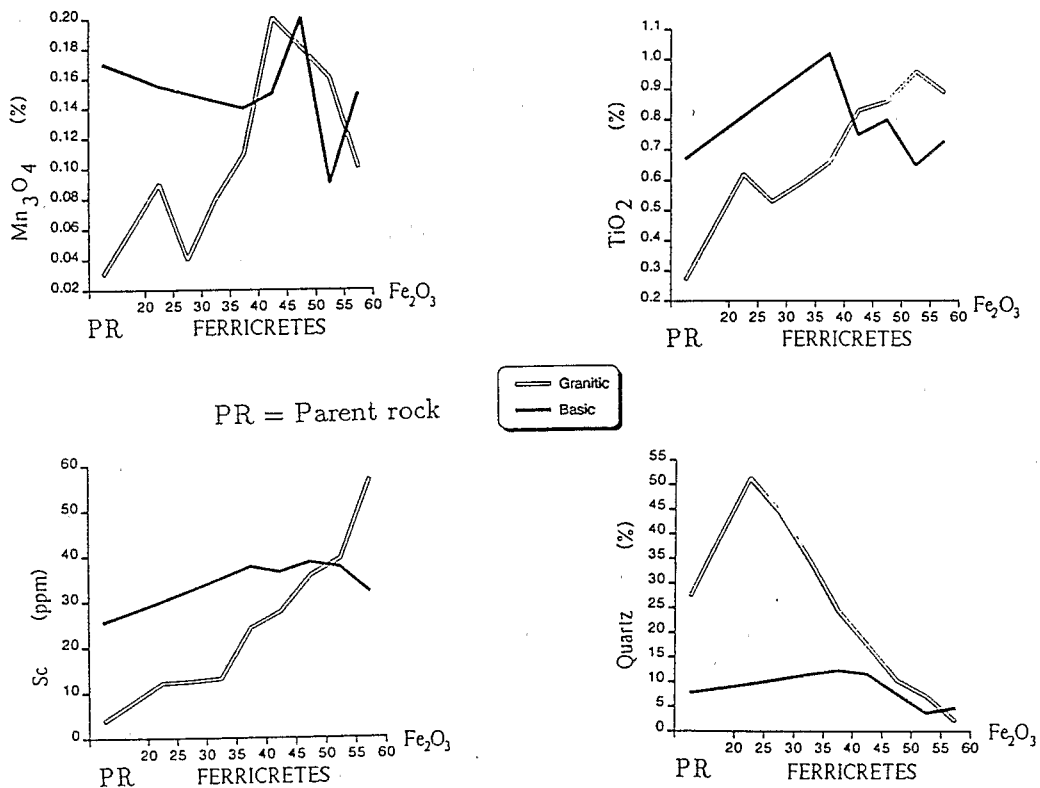 Mn3O4 (%)
0.20
0.16
0.14
0.12
0.10
0.08
0.06
0.04
0.02
20 25 30 35 40 45 50 55 60 Fe2O3
PR FERRICRETES
TiO2 (%)
1.1
1.0
0.9
0.8
0.7
0.6
0.5
0.4
0.3
0.2
20 25 30 35 40 45 50 55 60 Fe2O3
PR FERRICRETES
PR = Parent rock
Granitic
Basic
Sc (ppm)
60
50
40
30
20
10
0
20 25 30 35 40 45 50 55 60 Fe2O3
PR FERRICRETES
Quartz (%)
55
50
45
40
35
30
25
20
15
10
5
0
20 25 30 35 40 45 50 55 60 Fe2O3
PR FERRICRETES